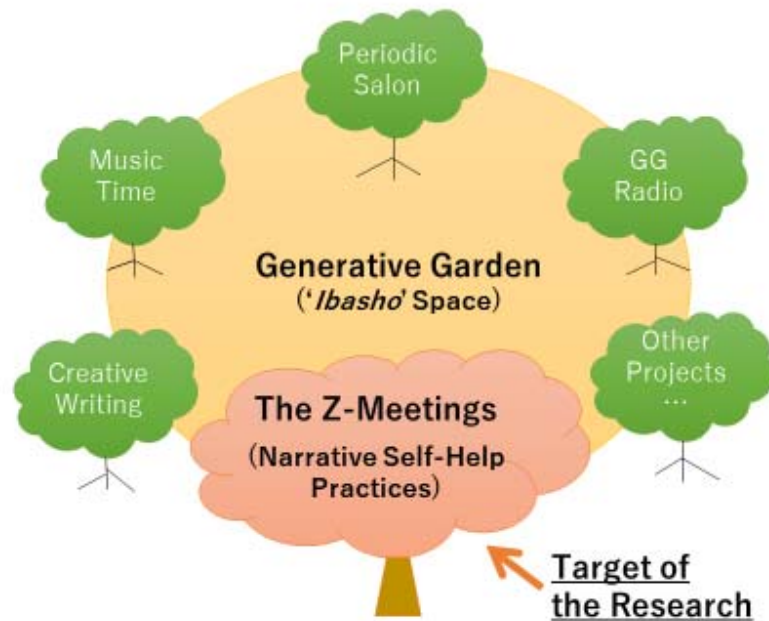 Periodic
Salon
Music
Time
GG
Radio
Generative Garden
(‘Ibasho’ Space)
Creative
Writing
Other
Projects
...
The Z-Meetings
(Narrative Self-Help
Practices)
Target of
the Research